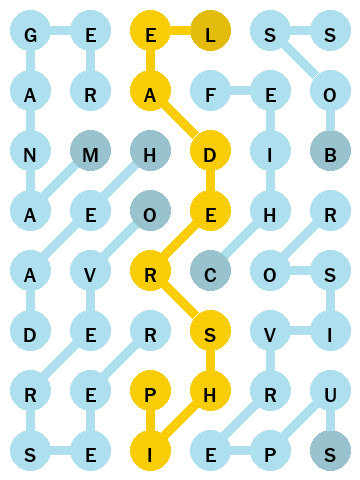 G E E L S S
A R A F E O
N M H D I B
A E O E H R
A V R C O S
D E R S V I
R E P H R U
S E I E P S